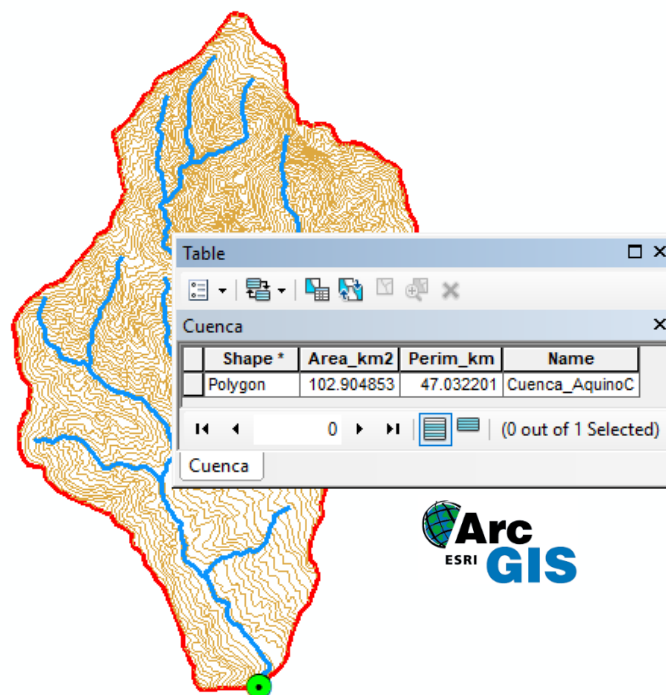 Table
Cuenca
Shape * Area_km2 Perim_km Name
Polygon 102.904853 47.032201 Cuenca_AquinoC
0 (0 out of 1 Selected)
Cuenca
Arc
ESRI GIS